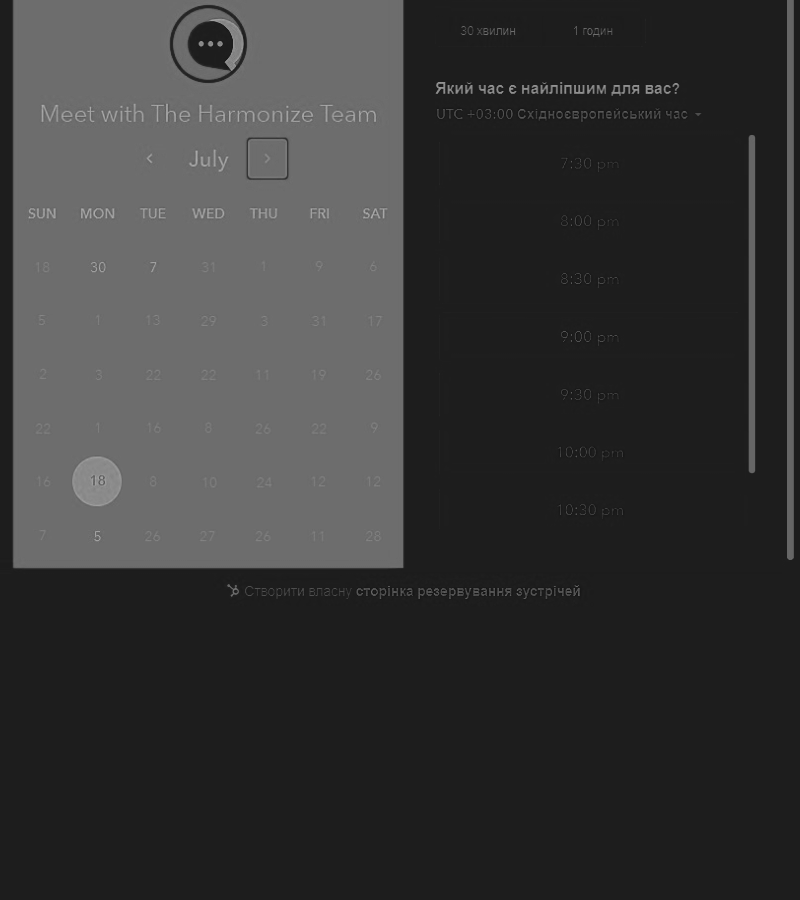 Meet with The Harmonize Team
July
SUN MON TUE WED THU FRI SAT
18 30 7 31 1 9 6
5 1 13 29 3 31 17
2 3 22 22 11 19 26
22 1 16 8 26 22 9
16 18 8 10 24 12 12
7 5 26 27 26 11 28
30 хвилин 1 годин
Який час є найліпшим для вас?
UTC +03:00 Східноєвропейський час
7:30 pm
8:00 pm
8:30 pm
9:00 pm
9:30 pm
10:00 pm
10:30 pm
Створити власну сторінка резервування зустрічей